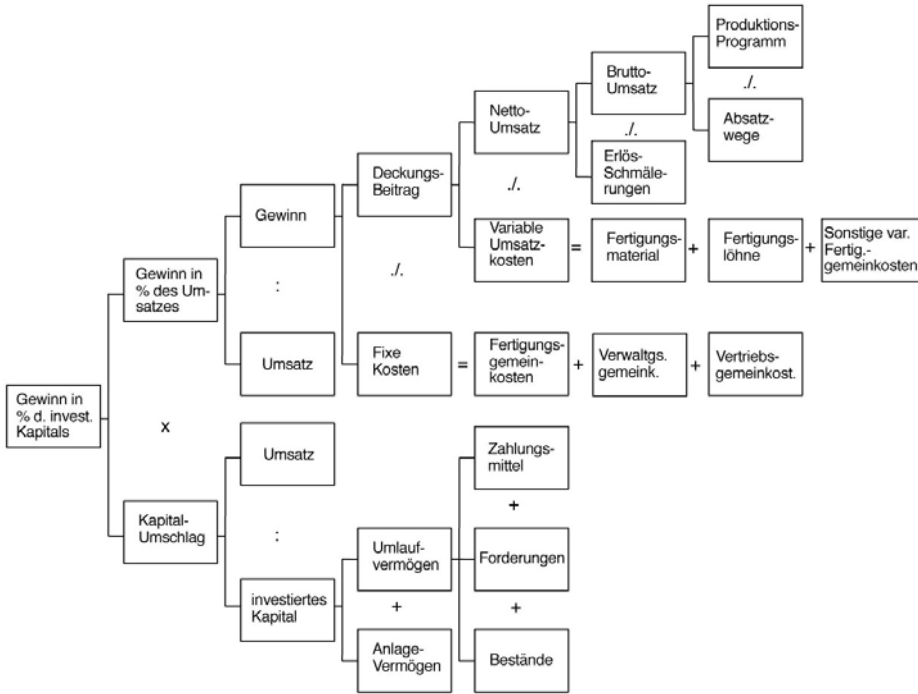 Produktions-
Programm
./.
Absatz-
wege
Brutto-
Umsatz
./.
Erlös-
Schmäle-
rungen
Netto-
Umsatz
./.
Variable
Umsatz-
kosten
=
Fertigungs-
material
+
Fertigungs-
löhne
+
Sonstige var.
Fertig.-
gemeinkosten
Deckungs-
Beitrag
./.
Fixe
Kosten
=
Fertigungs-
gemein-
kosten
+
Verwaltgs.
gemeink.
+
Vertriebs-
gemeinkost.
Gewinn
:
Umsatz
Gewinn in
% des Um-
satzes
x
Gewinn in
% d. invest.
Kapitals
Kapital-
Umschlag
Umsatz
:
investiertes
Kapital
Umlauf-
vermögen
+
Anlage-
Vermögen
Zahlungs-
mittel
+
Forderungen
+
Bestände